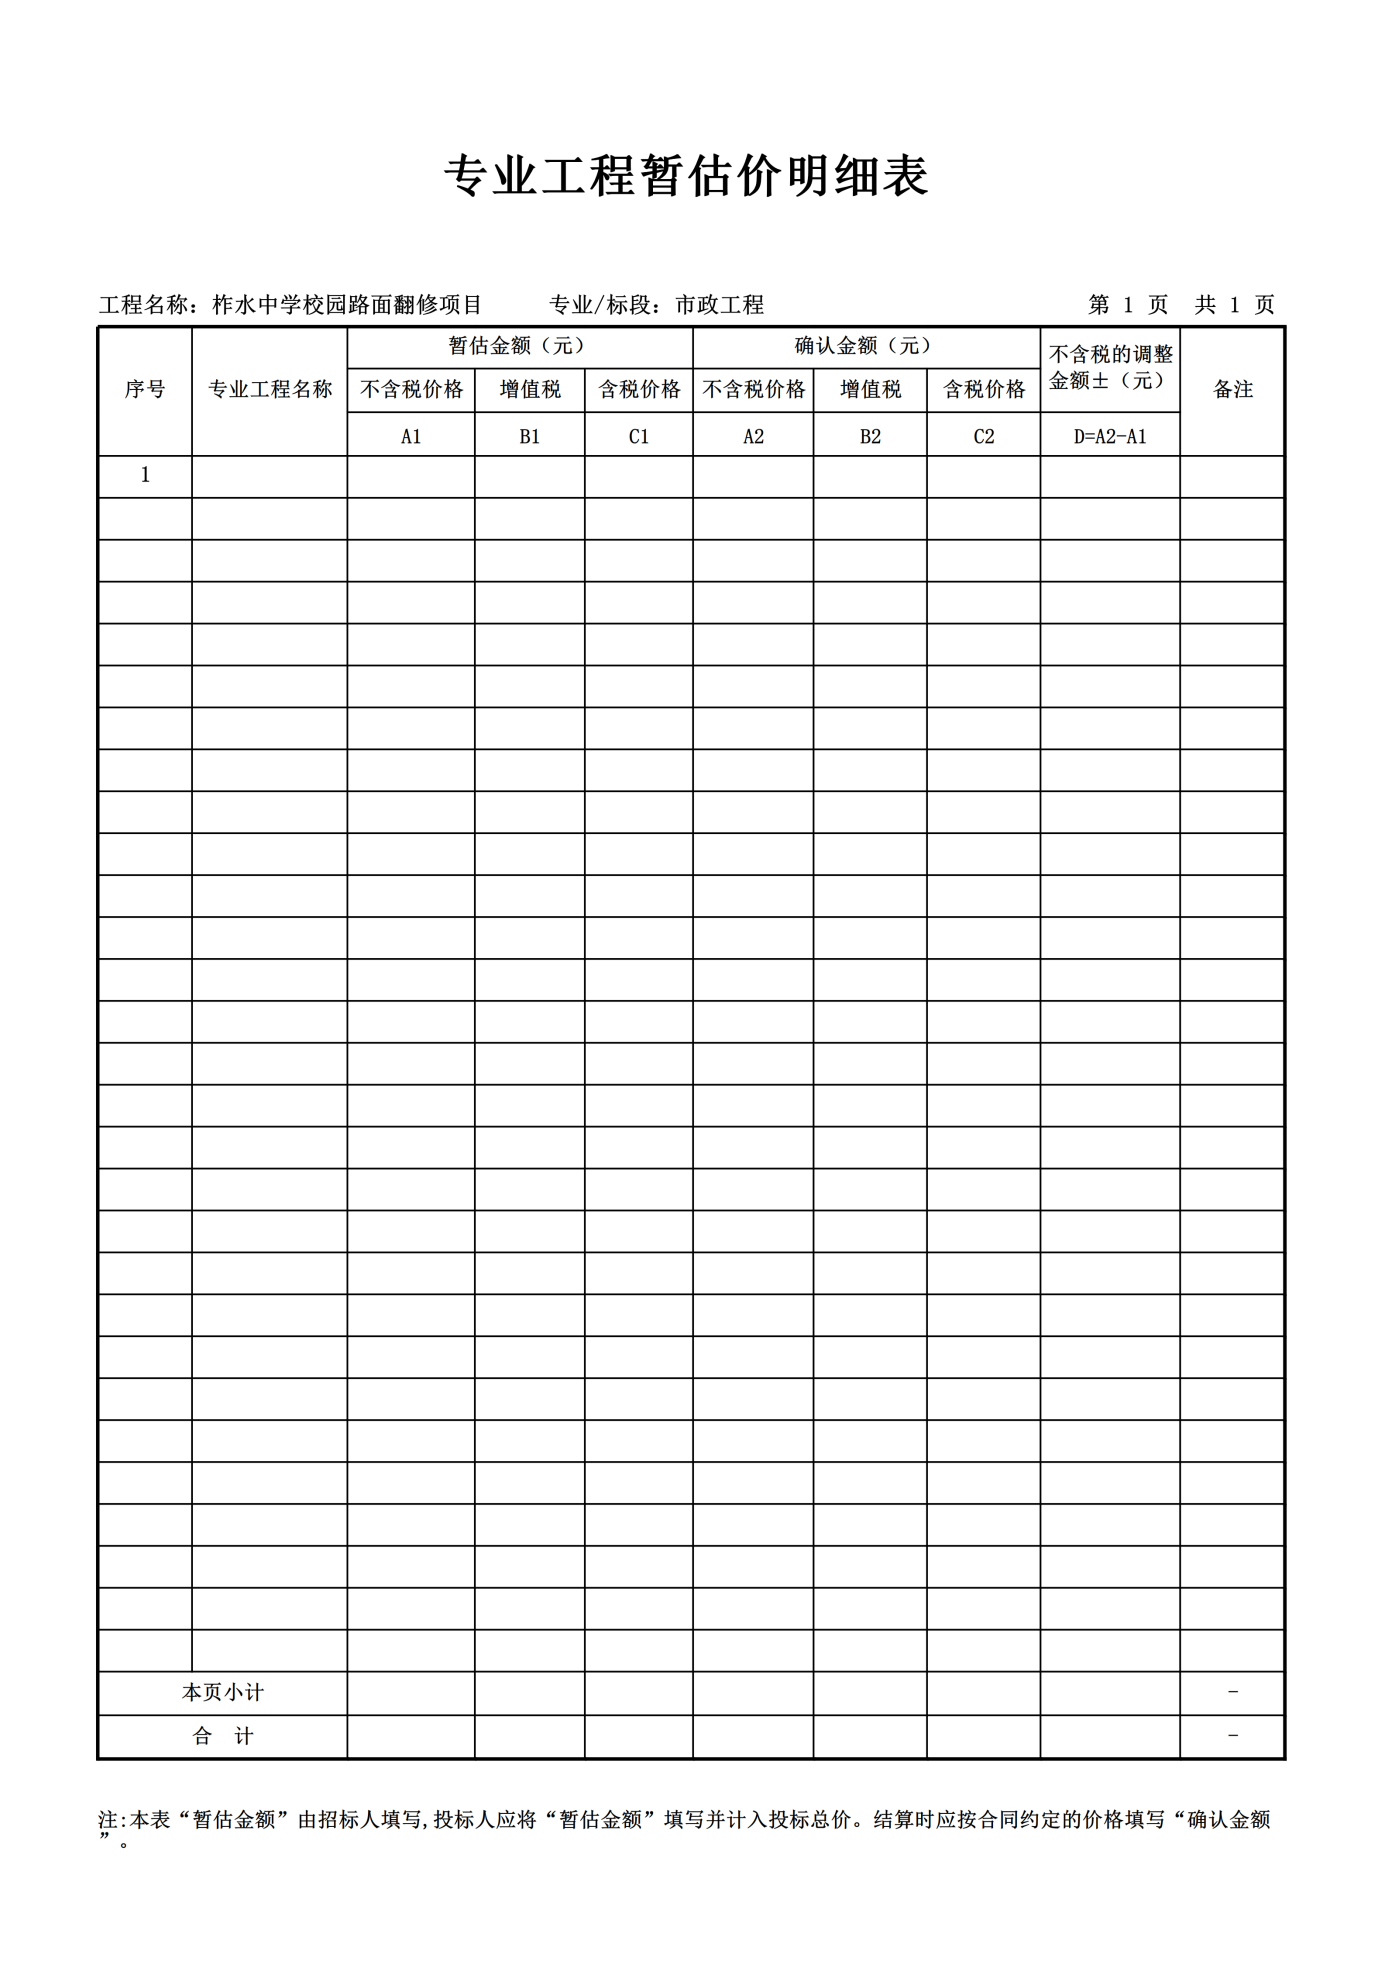 专业工程暂估价明细表
工程名称：柞水中学校园路面翻修项目 专业/标段：市政工程 第 1 页 共 1 页
序号 专业工程名称 暂估金额（元） 确认金额（元） 不含税的调整金额±（元） 备注
不含税价格 增值税 含税价格 不含税价格 增值税 含税价格
A1 B1 C1 A2 B2 C2 D=A2-A1
1
本页小计 -
合 计 -
注:本表“暂估金额”由招标人填写,投标人应将“暂估金额”填写并计入投标总价。结算时应按合同约定的价格填写“确认金额
”。